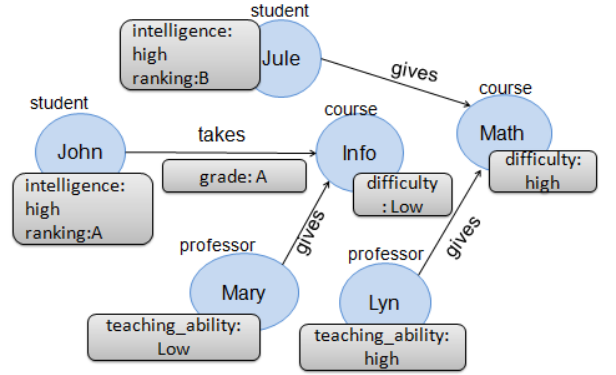 student
intelligence:
high
ranking:B
Jule
gives
course
Math
difficulty:
high
student
John
intelligence:
high
ranking:A
takes
grade: A
course
Info
difficulty
: Low
gives
professor
Mary
teaching_ability:
Low
professor
Lyn
teaching_ability:
high
gives